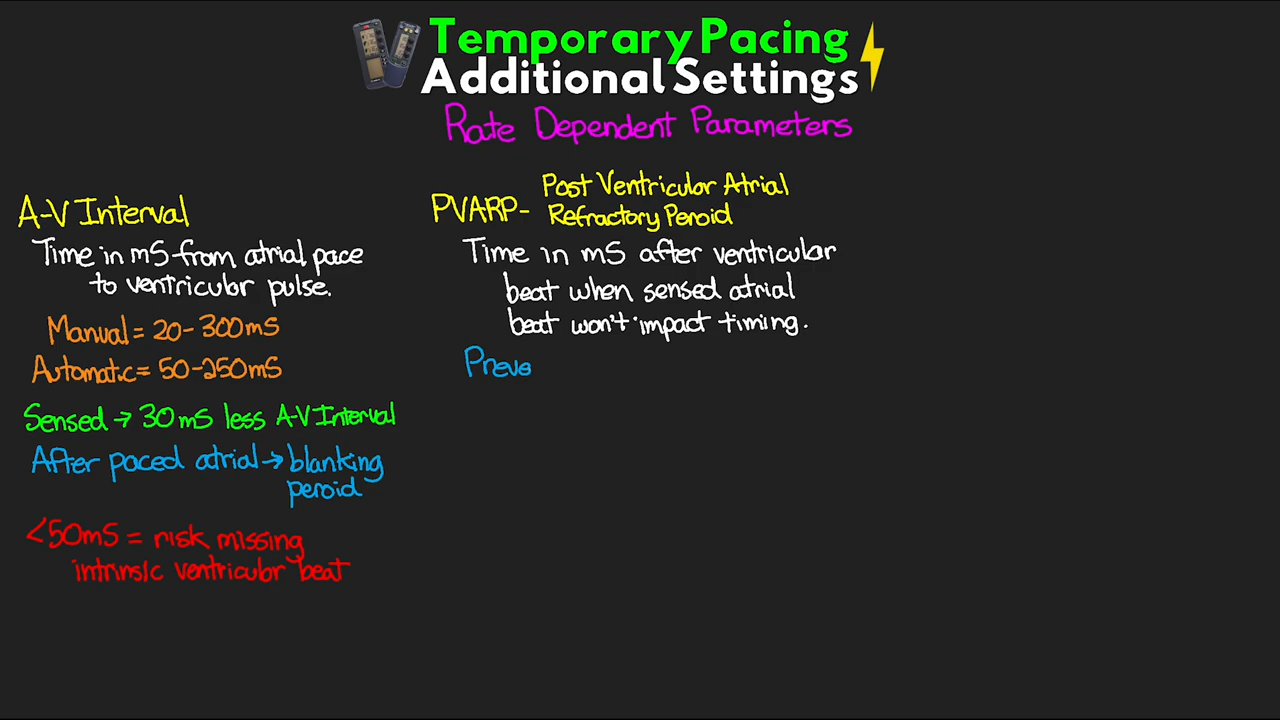 Temporary Pacing
Additional Settings
Rate Dependent Parameters
A-V Interval
Time in mS from atrial pace
to ventricular pulse.
Manual = 20-300mS
Automatic = 50-250mS
Sensed → 30mS less A-V Interval
After paced atrial → blanking
peroid
<50mS = risk missing
intrinsic ventricular beat
PVARP- Post Ventricular Atrial
Refractory Peroid
Time in mS after ventricular
beat when sensed atrial
beat won't impact timing.
Preve